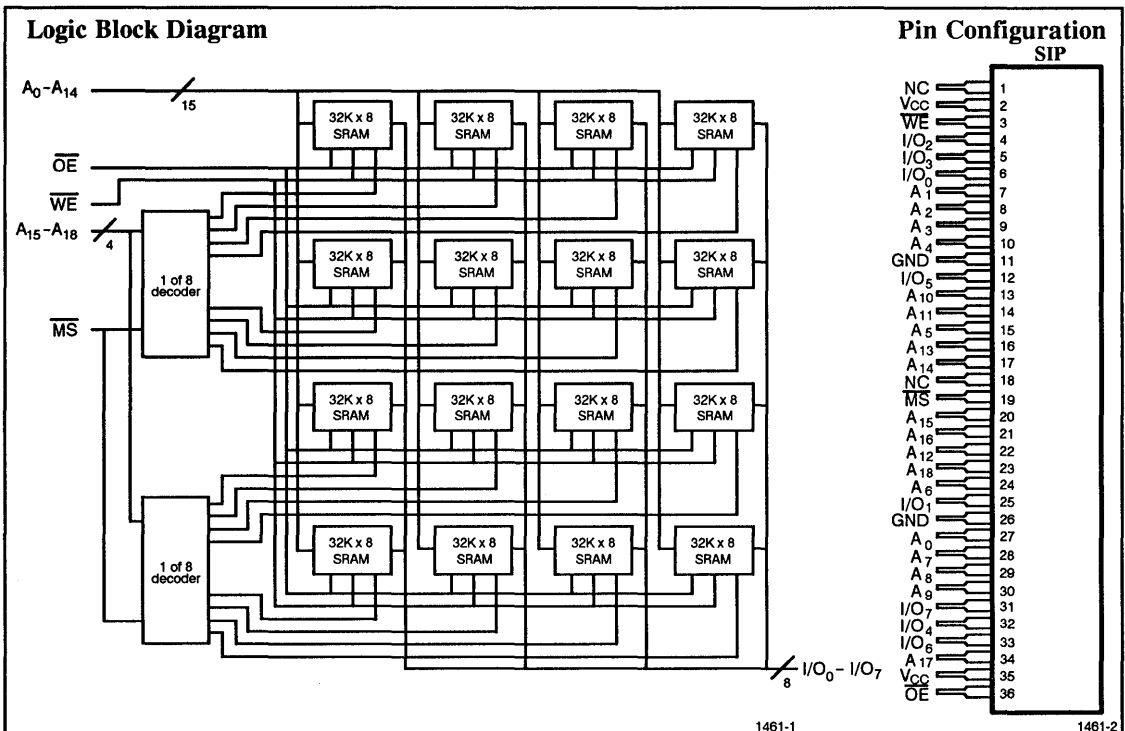 Logic Block Diagram
A0–A14
15
OE
WE
A15–A18
4
MS
1 of 8
decoder
1 of 8
decoder
32K x 8
SRAM
32K x 8
SRAM
32K x 8
SRAM
32K x 8
SRAM
32K x 8
SRAM
32K x 8
SRAM
32K x 8
SRAM
32K x 8
SRAM
32K x 8
SRAM
32K x 8
SRAM
32K x 8
SRAM
32K x 8
SRAM
32K x 8
SRAM
32K x 8
SRAM
32K x 8
SRAM
32K x 8
SRAM
8
I/O0– I/O7
1461-1
Pin Configuration
SIP
NC 1
VCC 2
WE 3
I/O2 4
I/O3 5
I/O0 6
A1 7
A2 8
A3 9
A4 10
GND 11
I/O5 12
A10 13
A11 14
A5 15
A13 16
A14 17
NC 18
MS 19
A15 20
A16 21
A12 22
A18 23
A6 24
I/O1 25
GND 26
A0 27
A7 28
A8 29
A9 30
I/O7 31
I/O4 32
I/O6 33
A17 34
VCC 35
OE 36
1461-2